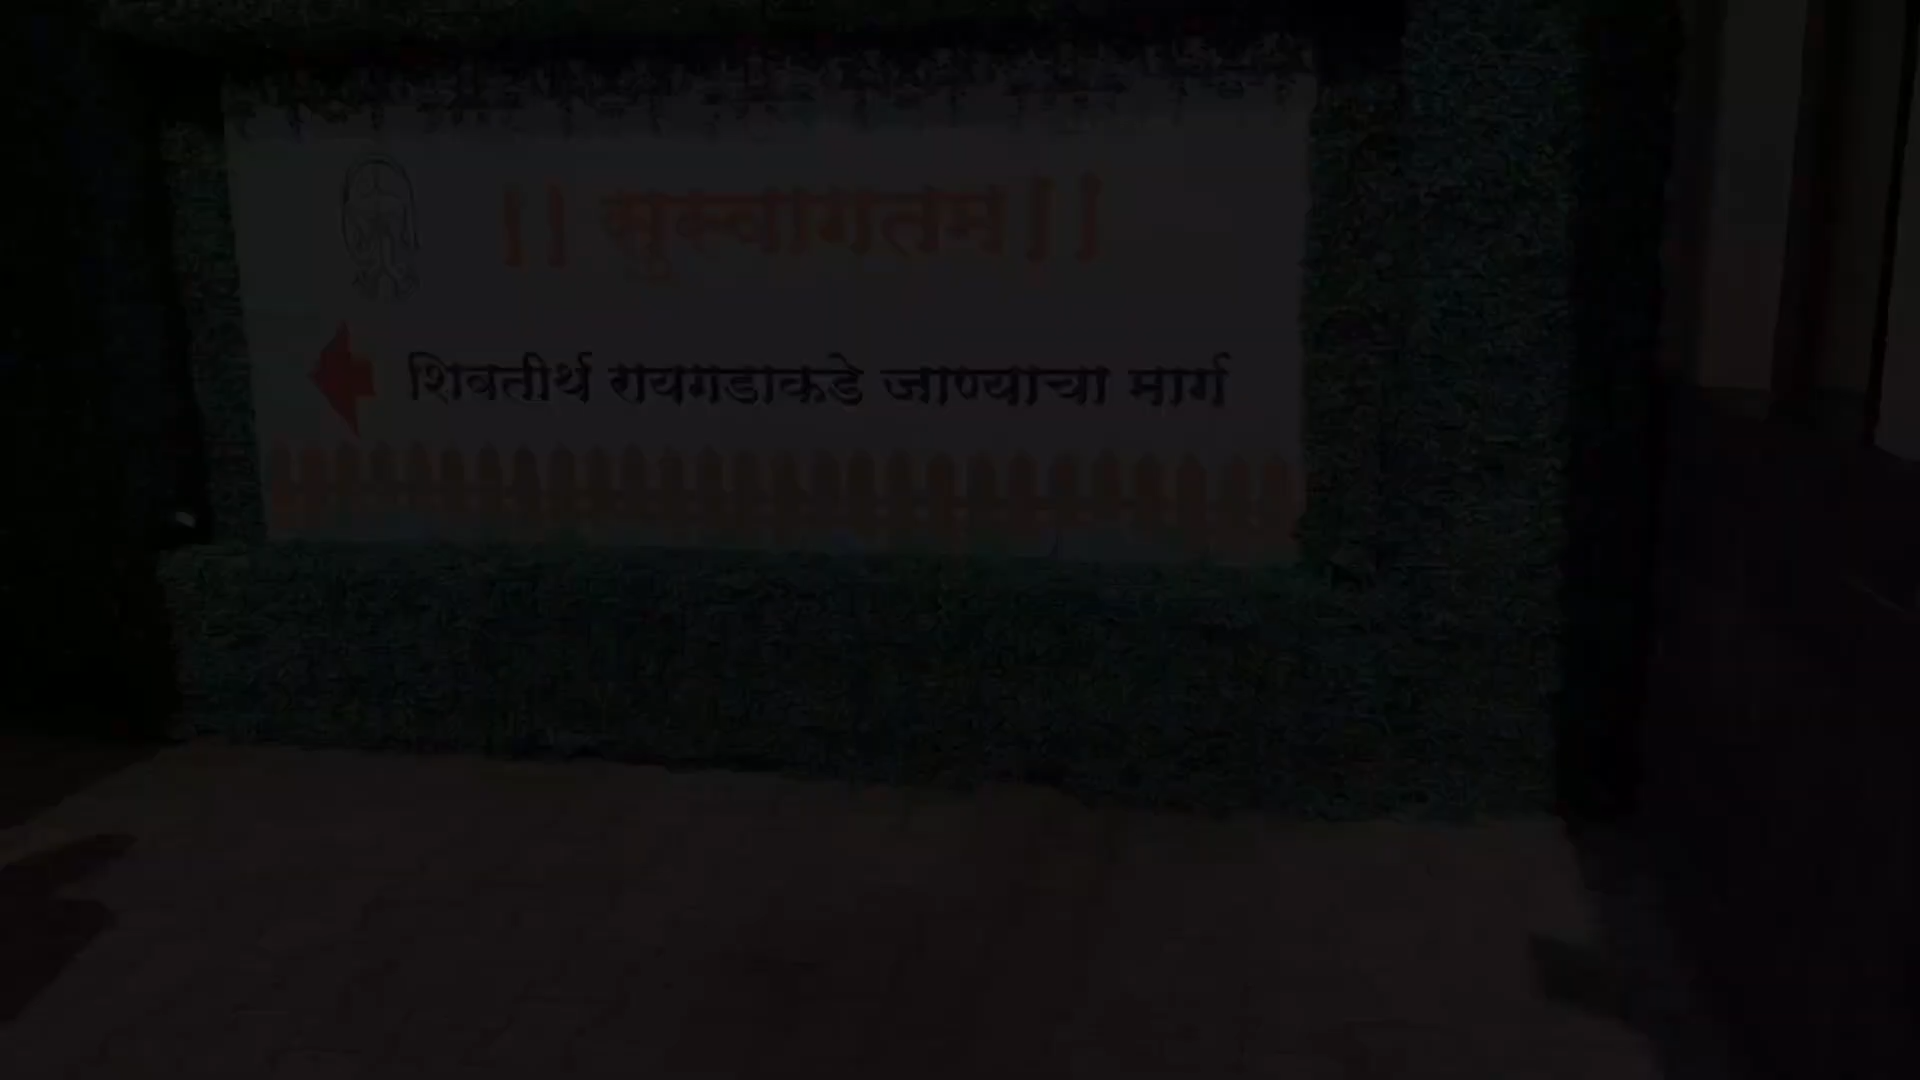 || सुस्वागतम ||
शिवतीर्थ रायगडाकडे जाण्याचा मार्ग